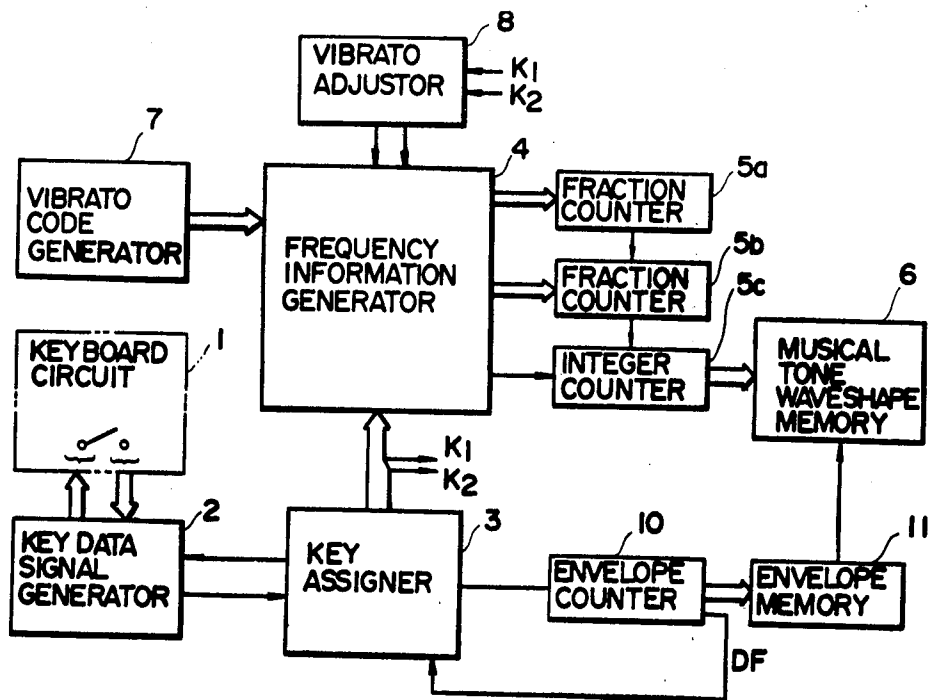 8
VIBRATO
ADJUSTOR
K1
K2
7
VIBRATO
CODE
GENERATOR
4
FREQUENCY
INFORMATION
GENERATOR
5a
FRACTION
COUNTER
5b
FRACTION
COUNTER
5c
INTEGER
COUNTER
6
MUSICAL
TONE
WAVESHAPE
MEMORY
1
KEYBOARD
CIRCUIT
K1
K2
2
KEY DATA
SIGNAL
GENERATOR
3
KEY
ASSIGNER
10
ENVELOPE
COUNTER
11
ENVELOPE
MEMORY
DF